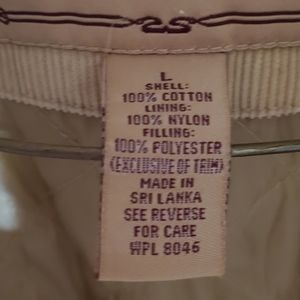 L
SHELL:
100% COTTON
LINING:
100% NYLON
FILLING:
100% POLYESTER
(EXCLUSIVE OF TRIM)
MADE IN
SRI LANKA
SEE REVERSE
FOR CARE
WPL 8046